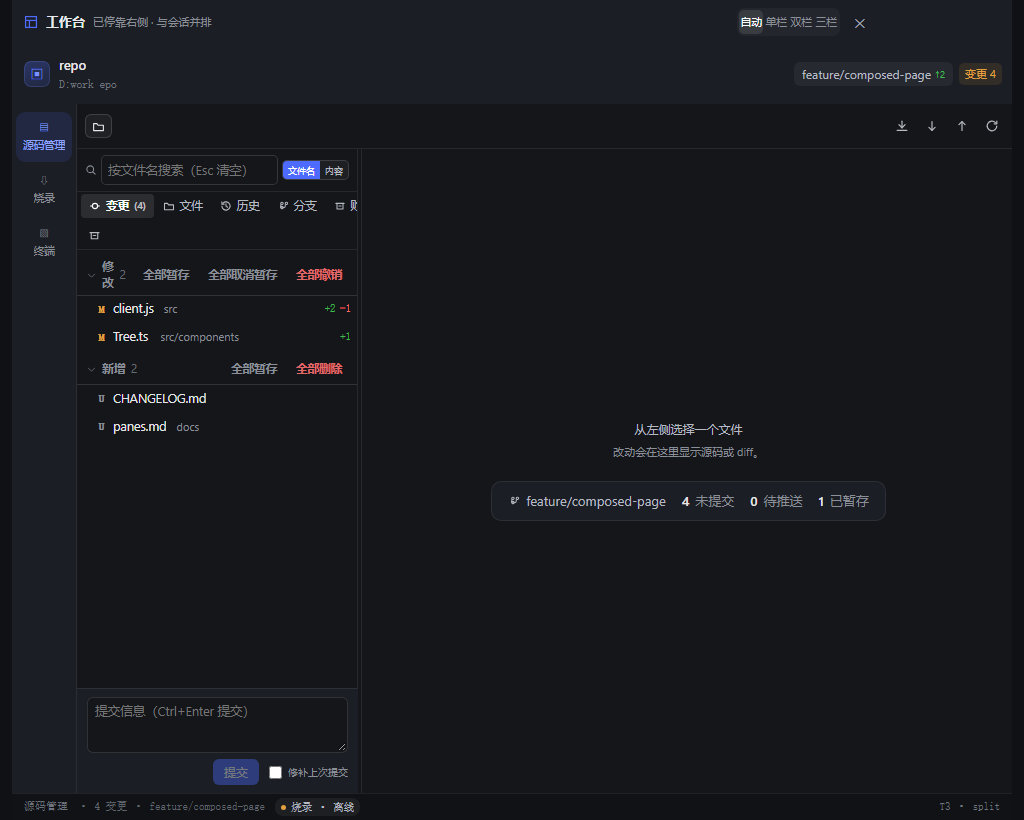 工作台 已停靠右侧 · 与会话并排 自动 单栏 双栏 三栏
repo
D:work epo
feature/composed-page ↑2 变更 4
源码管理
烧录
终端
按文件名搜索（Esc 清空） 文件名 内容
变更 (4) 文件 历史 分支
修改 2 全部暂存 全部取消暂存 全部撤销
M client.js src +2 −1
M Tree.ts src/components +1
新增 2 全部暂存 全部删除
U CHANGELOG.md
U panes.md docs
从左侧选择一个文件
改动会在这里显示源码或 diff。
feature/composed-page 4 未提交 0 待推送 1 已暂存
提交信息（Ctrl+Enter 提交）
提交 修补上次提交
源码管理 · 4 变更 · feature/composed-page 烧录 · 离线 T3 · split